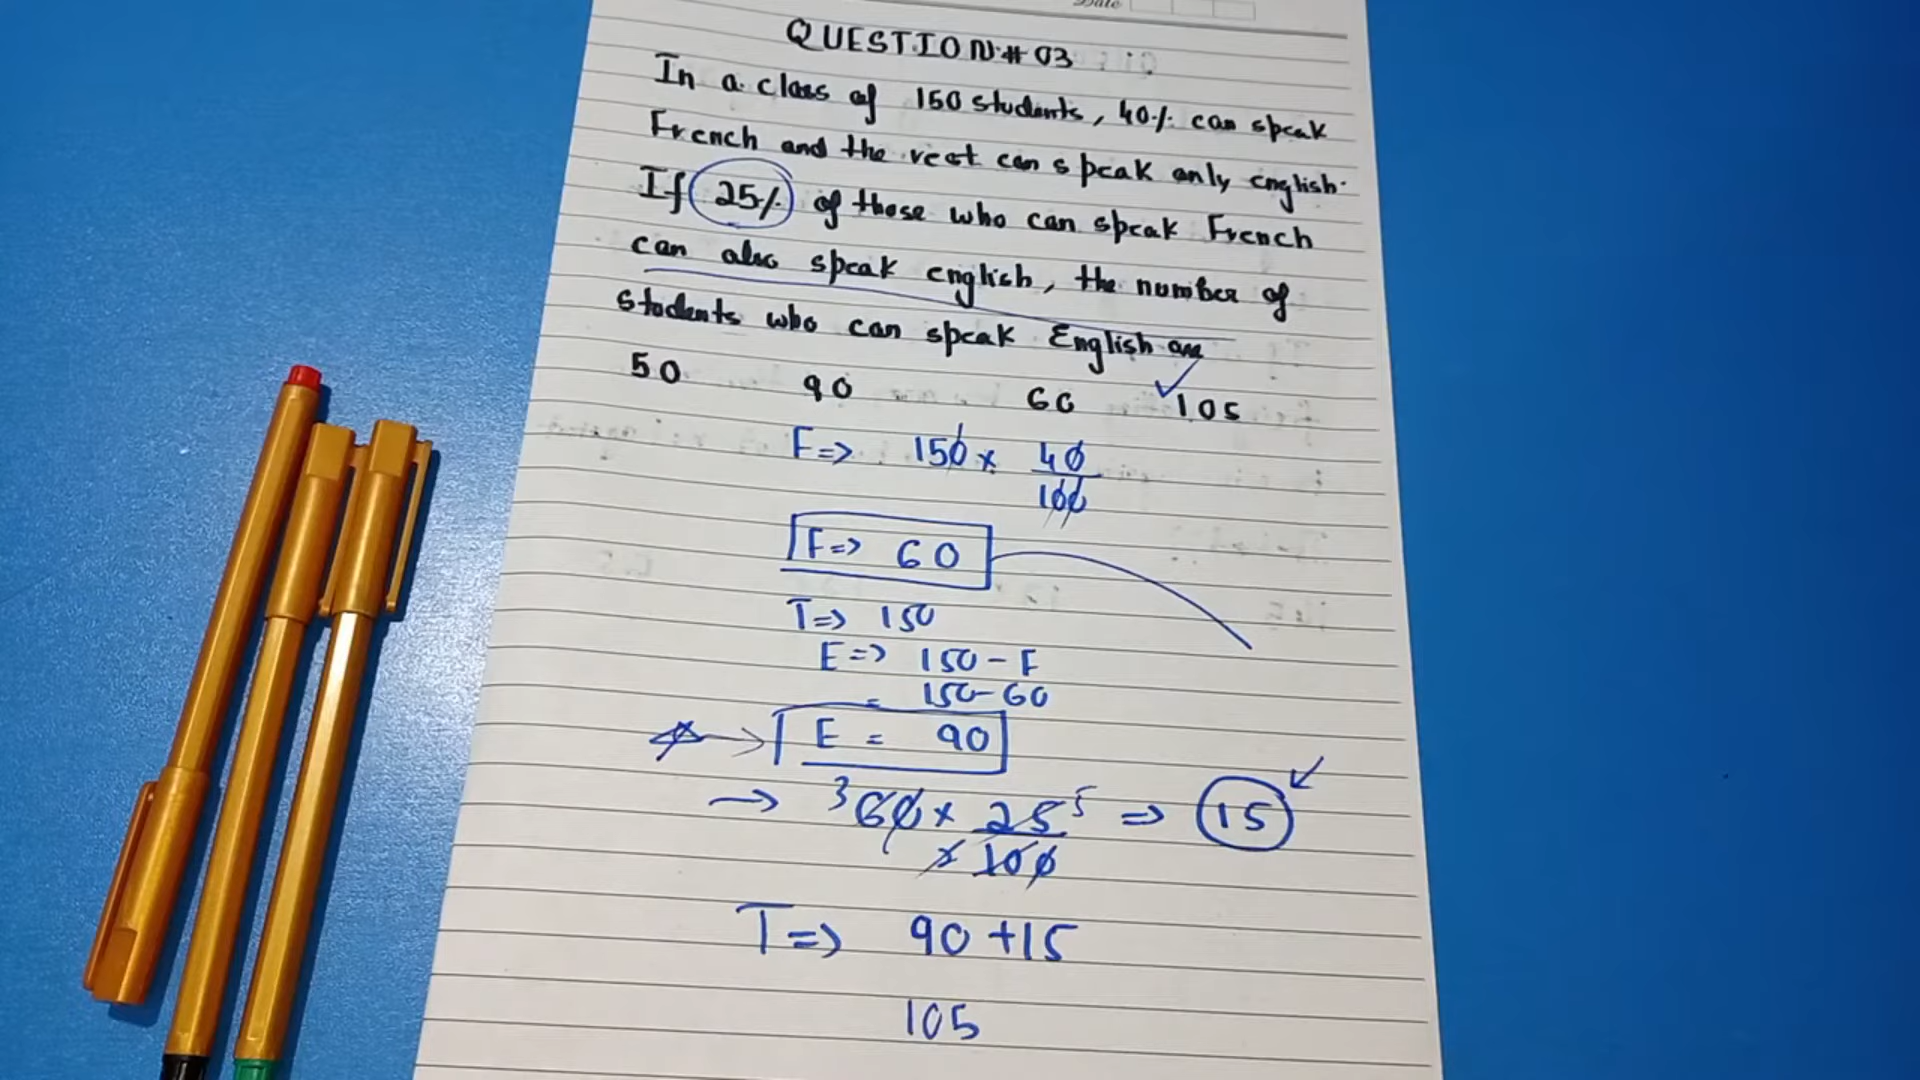 Date
QUESTION # 03
In a class of 150 students, 40% can speak
French and the rest can speak only english.
If 25% of those who can speak French
can also speak english, the number of
students who can speak English are
50 90 60 105
F => 150 × 40/100
F => 60
T => 150
E => 150 - F
= 150 - 60
E = 90
3 60 × 25 5 / × 100 => 15
T => 90 + 15
105